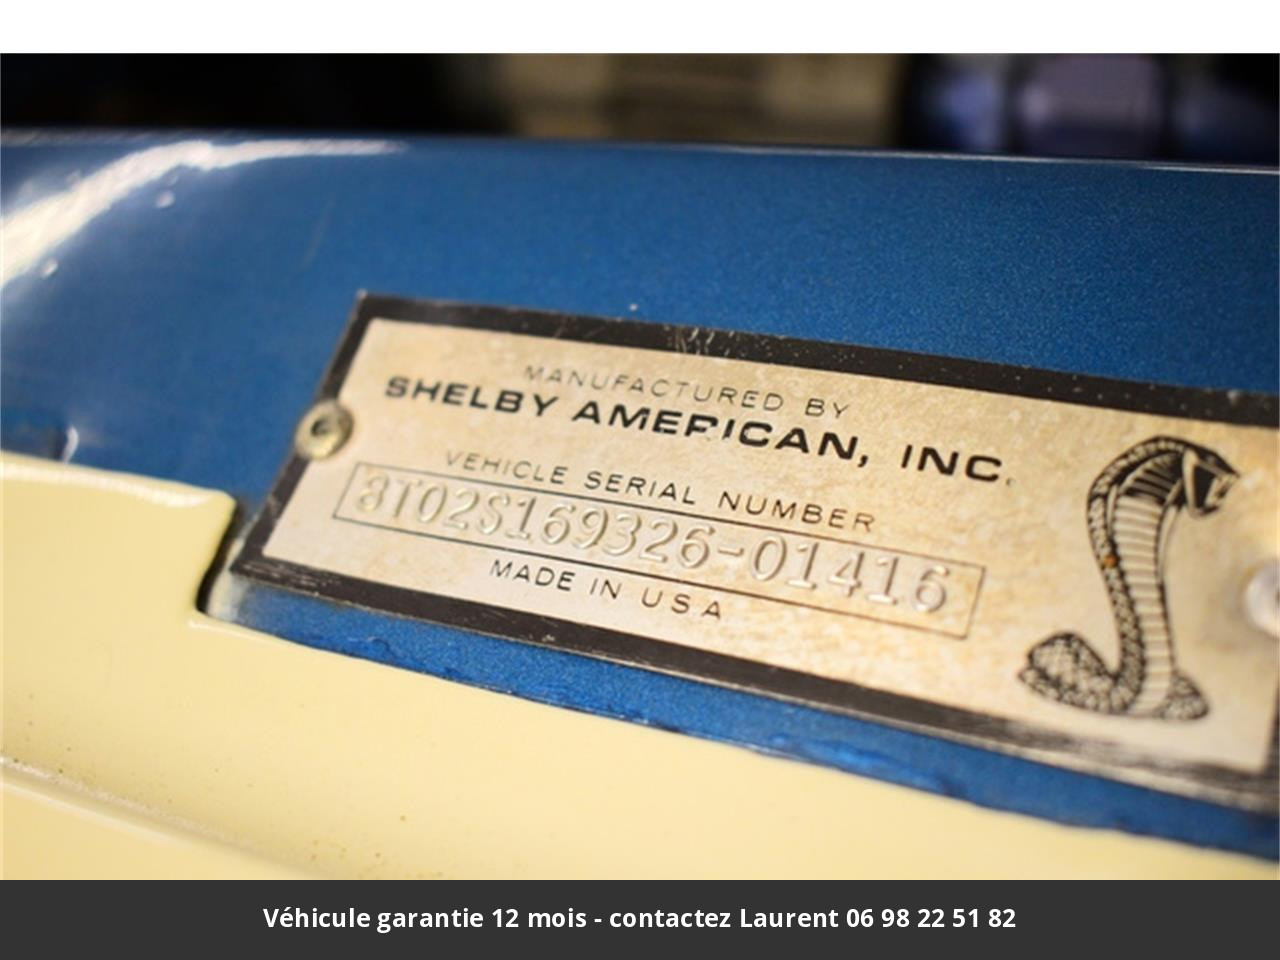 MANUFACTURED BY
SHELBY AMERICAN, INC.
VEHICLE SERIAL NUMBER
8T02S169326-01416
MADE IN USA
Véhicule garantie 12 mois - contactez Laurent 06 98 22 51 82